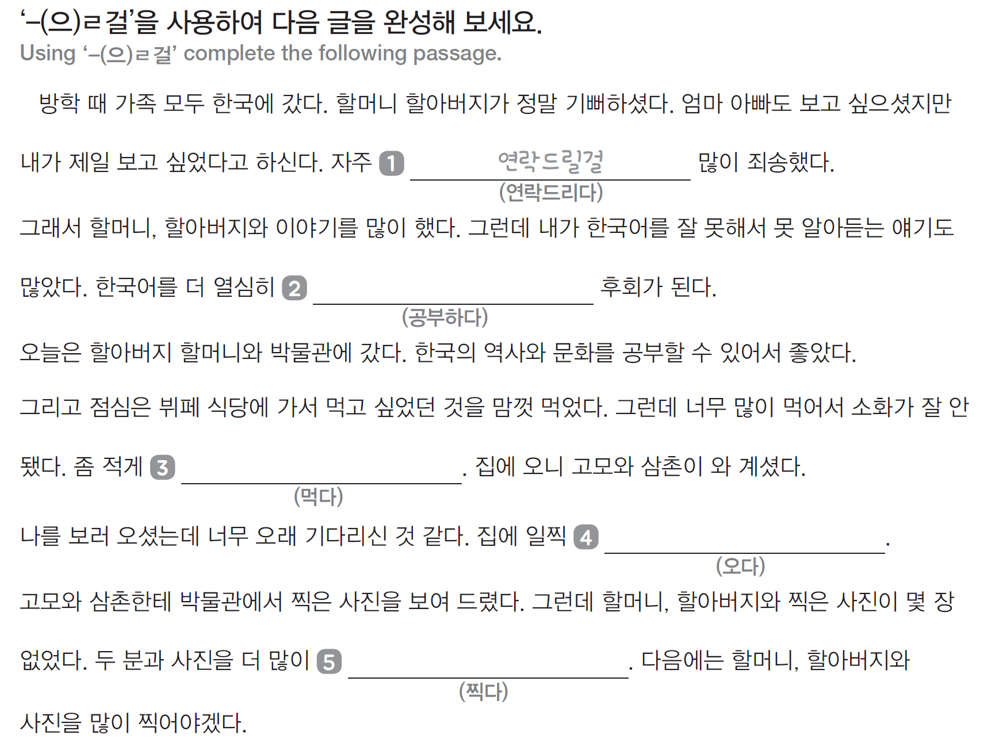 ‘–(으)ㄹ걸’을 사용하여 다음 글을 완성해 보세요.
Using ‘–(으)ㄹ걸’ complete the following passage.
방학 때 가족 모두 한국에 갔다. 할머니 할아버지가 정말 기뻐하셨다. 엄마 아빠도 보고 싶으셨지만
내가 제일 보고 싶었다고 하신다. 자주 1 연락드릴걸 많이 죄송했다.
(연락드리다)
그래서 할머니, 할아버지와 이야기를 많이 했다. 그런데 내가 한국어를 잘 못해서 못 알아듣는 얘기도
많았다. 한국어를 더 열심히 2 후회가 된다.
(공부하다)
오늘은 할아버지 할머니와 박물관에 갔다. 한국의 역사와 문화를 공부할 수 있어서 좋았다.
그리고 점심은 뷔페 식당에 가서 먹고 싶었던 것을 맘껏 먹었다. 그런데 너무 많이 먹어서 소화가 잘 안
됐다. 좀 적게 3 . 집에 오니 고모와 삼촌이 와 계셨다.
(먹다)
나를 보러 오셨는데 너무 오래 기다리신 것 같다. 집에 일찍 4 .
(오다)
고모와 삼촌한테 박물관에서 찍은 사진을 보여 드렸다. 그런데 할머니, 할아버지와 찍은 사진이 몇 장
없었다. 두 분과 사진을 더 많이 5 . 다음에는 할머니, 할아버지와
(찍다)
사진을 많이 찍어야겠다.